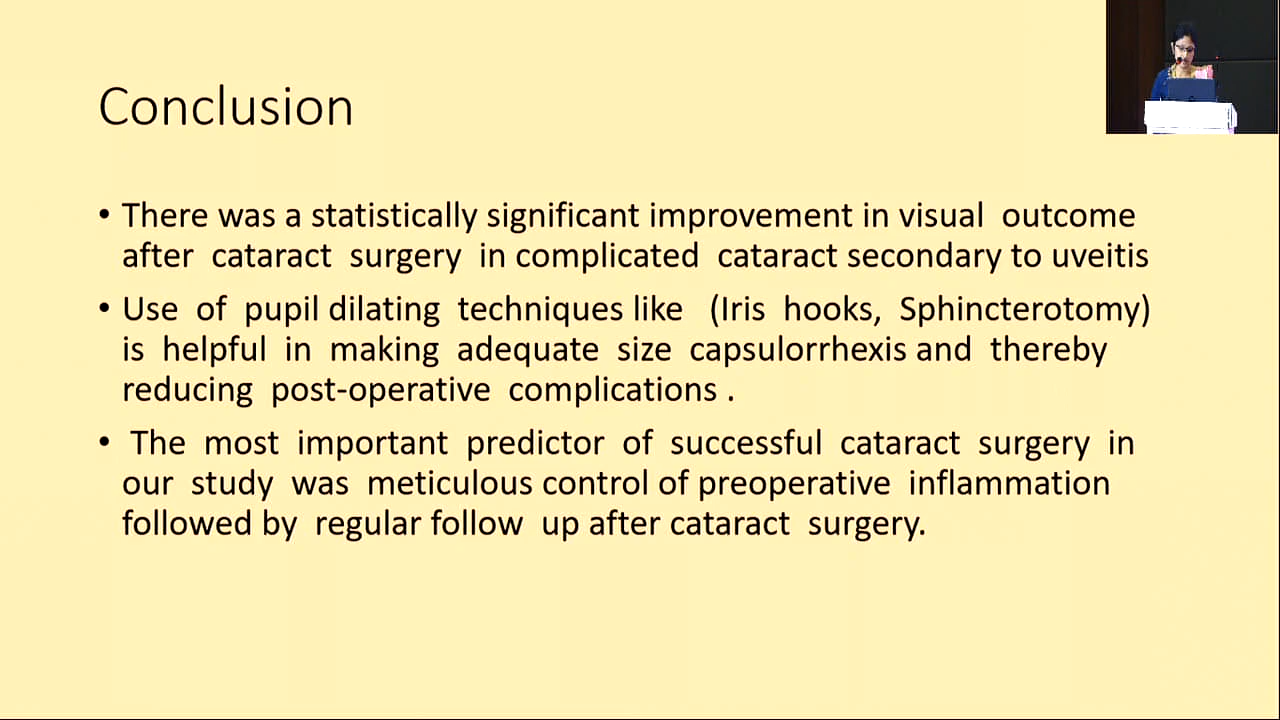 Conclusion
• There was a statistically significant improvement in visual outcome
after cataract surgery in complicated cataract secondary to uveitis
• Use of pupil dilating techniques like (Iris hooks, Sphincterotomy)
is helpful in making adequate size capsulorrhexis and thereby
reducing post-operative complications .
• The most important predictor of successful cataract surgery in
our study was meticulous control of preoperative inflammation
followed by regular follow up after cataract surgery.